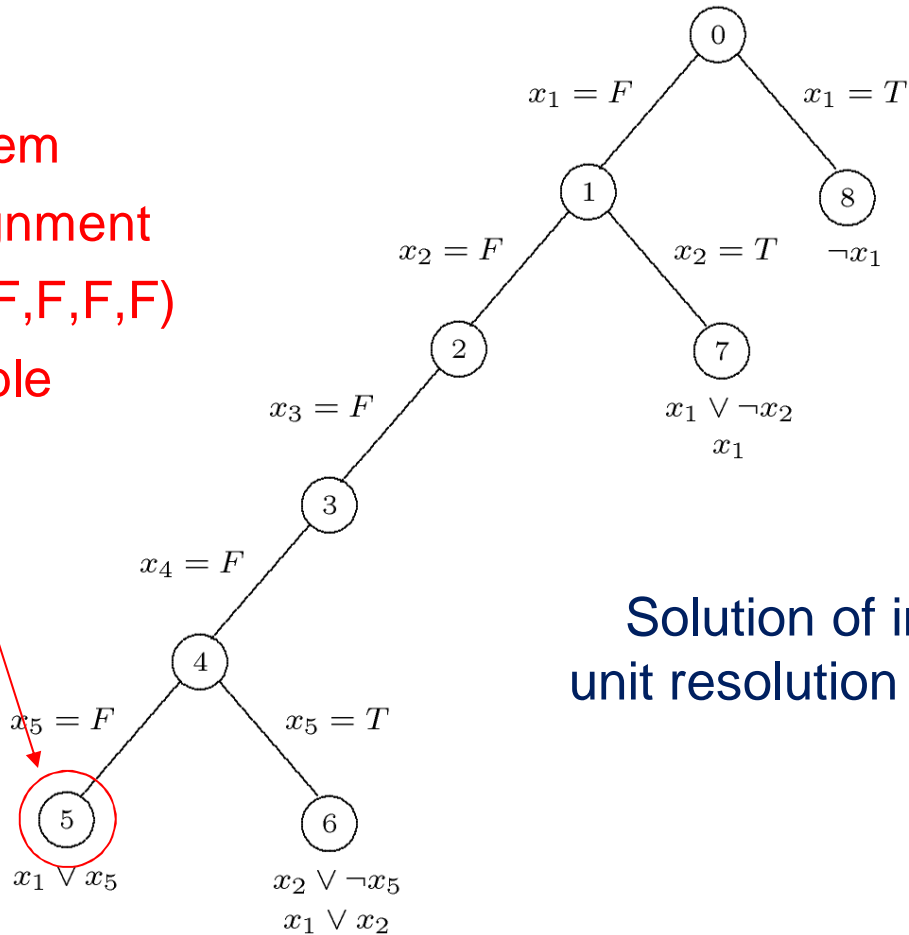 0
x₁ = F
x₁ = T
1
8
¬x₁
x₂ = F
x₂ = T
2
7
x₁ ∨ ¬x₂
x₁
x₃ = F
3
x₄ = F
4
x₅ = F
x₅ = T
5
6
x₁ ∨ x₅
x₂ ∨ ¬x₅
x₁ ∨ x₂
em
nment
F,F,F,F)
ole
Solution of i
unit resolution